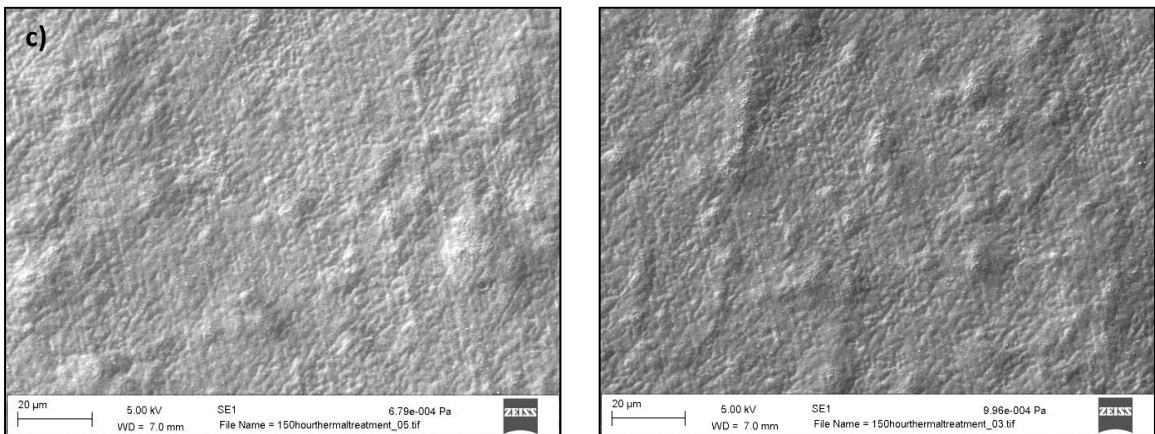 c)
20 µm
5.00 kV
SE1
6.79e-004 Pa
WD = 7.0 mm
File Name = 150hourthermaltreatment_05.tif
ZEISS
20 µm
5.00 kV
SE1
9.96e-004 Pa
WD = 7.0 mm
File Name = 150hourthermaltreatment_03.tif
ZEISS